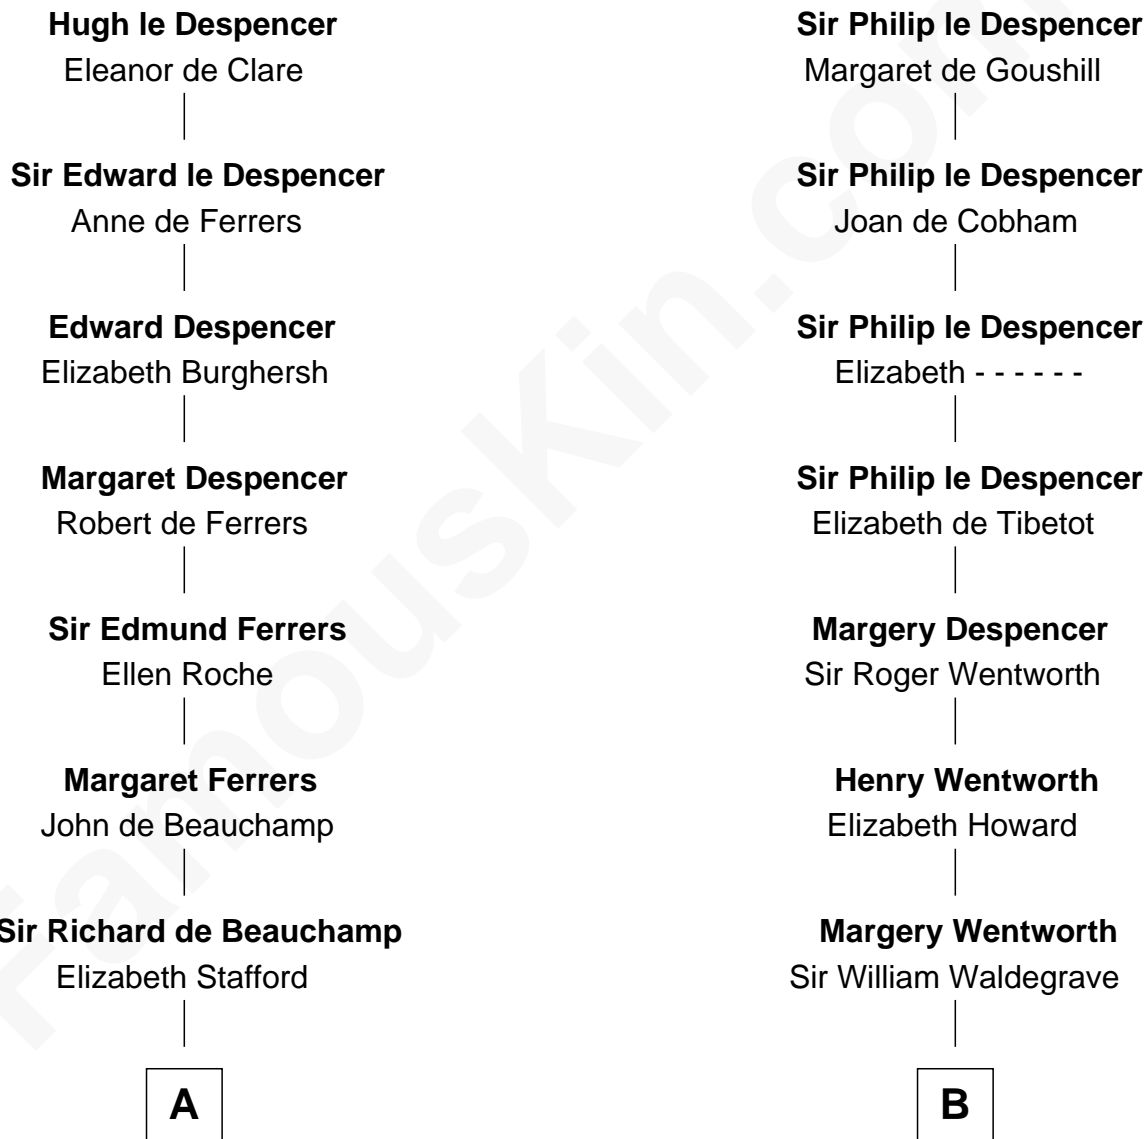 Hugh le Despencer
Eleanor de Clare
Sir Edward le Despencer
Anne de Ferrers
Edward Despencer
Elizabeth Burghersh
Margaret Despencer
Robert de Ferrers
Sir Edmund Ferrers
Ellen Roche
Margaret Ferrers
John de Beauchamp
Sir Richard de Beauchamp
Elizabeth Stafford
A
Sir Philip le Despencer
Margaret de Goushill
Sir Philip le Despencer
Joan de Cobham
Sir Philip le Despencer
Elizabeth - - - - - -
Sir Philip le Despencer
Elizabeth de Tibetot
Margery Despencer
Sir Roger Wentworth
Henry Wentworth
Elizabeth Howard
Margery Wentworth
Sir William Waldegrave
B
FamousKin.com